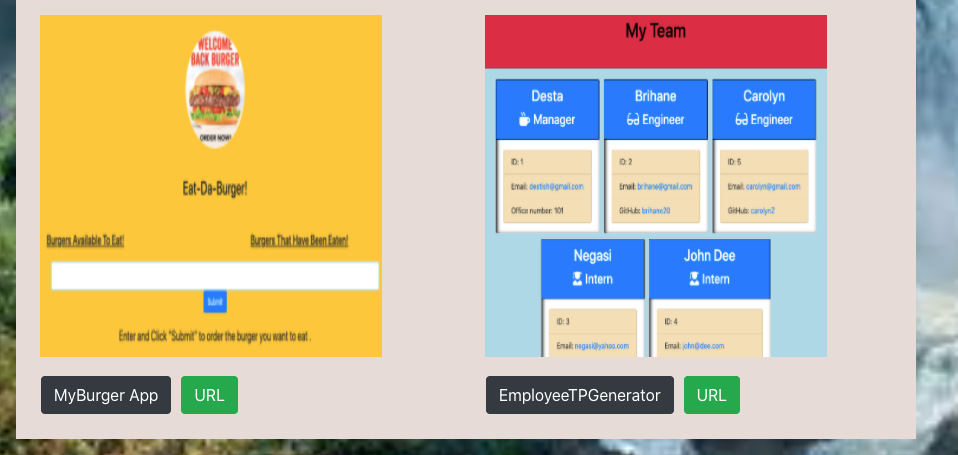 WELCOME
BACK BURGER
ORDER NOW!
Eat-Da-Burger!
Burgers Available To Eat!
Burgers That Have Been Eaten!
Submit
Enter and Click "Submit" to order the burger you want to eat .
MyBurger App
URL
My Team
Desta
Manager
ID: 1
Email: destish@gmail.com
Office number: 101
Brihane
Engineer
ID: 2
Email: brihane@gmail.com
GitHub: brihane20
Carolyn
Engineer
ID: 5
Email: carolyn@gmail.com
GitHub: carolynZ
Negasi
Intern
ID: 3
Email: negasi@yahoo.com
John Dee
Intern
ID: 4
Email: john@dee.com
EmployeeTPGenerator
URL